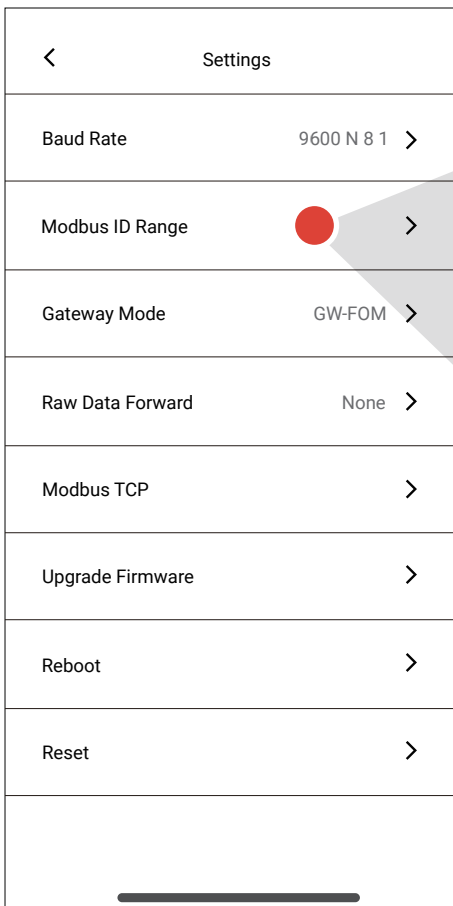 Settings
Baud Rate 9600 N 8 1
Modbus ID Range
Gateway Mode GW-FOM
Raw Data Forward None
Modbus TCP
Upgrade Firmware
Reboot
Reset